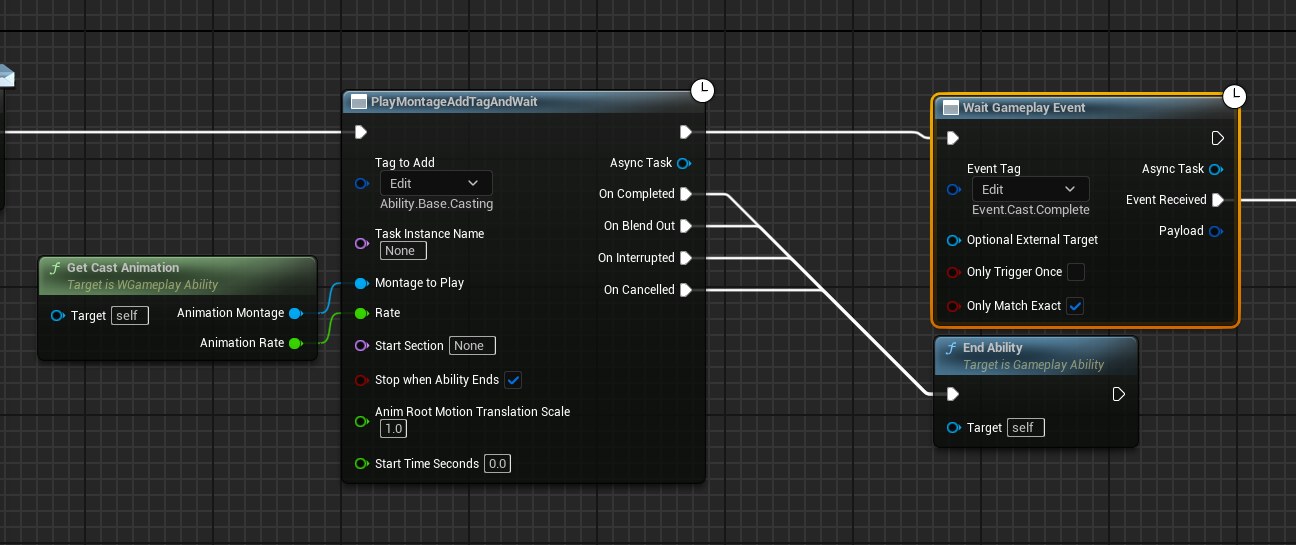 PlayMontageAddTagAndWait
Tag to Add
Edit
Ability.Base.Casting
Task Instance Name
None
Montage to Play
Rate
Start Section None
Stop when Ability Ends
Anim Root Motion Translation Scale
1.0
Start Time Seconds 0.0
Async Task
On Completed
On Blend Out
On Interrupted
On Cancelled
f Get Cast Animation
Target is WGameplay Ability
Target self
Animation Montage
Animation Rate
Wait Gameplay Event
Event Tag
Edit
Event.Cast.Complete
Optional External Target
Only Trigger Once
Only Match Exact
Async Task
Event Received
Payload
f End Ability
Target is Gameplay Ability
Target self